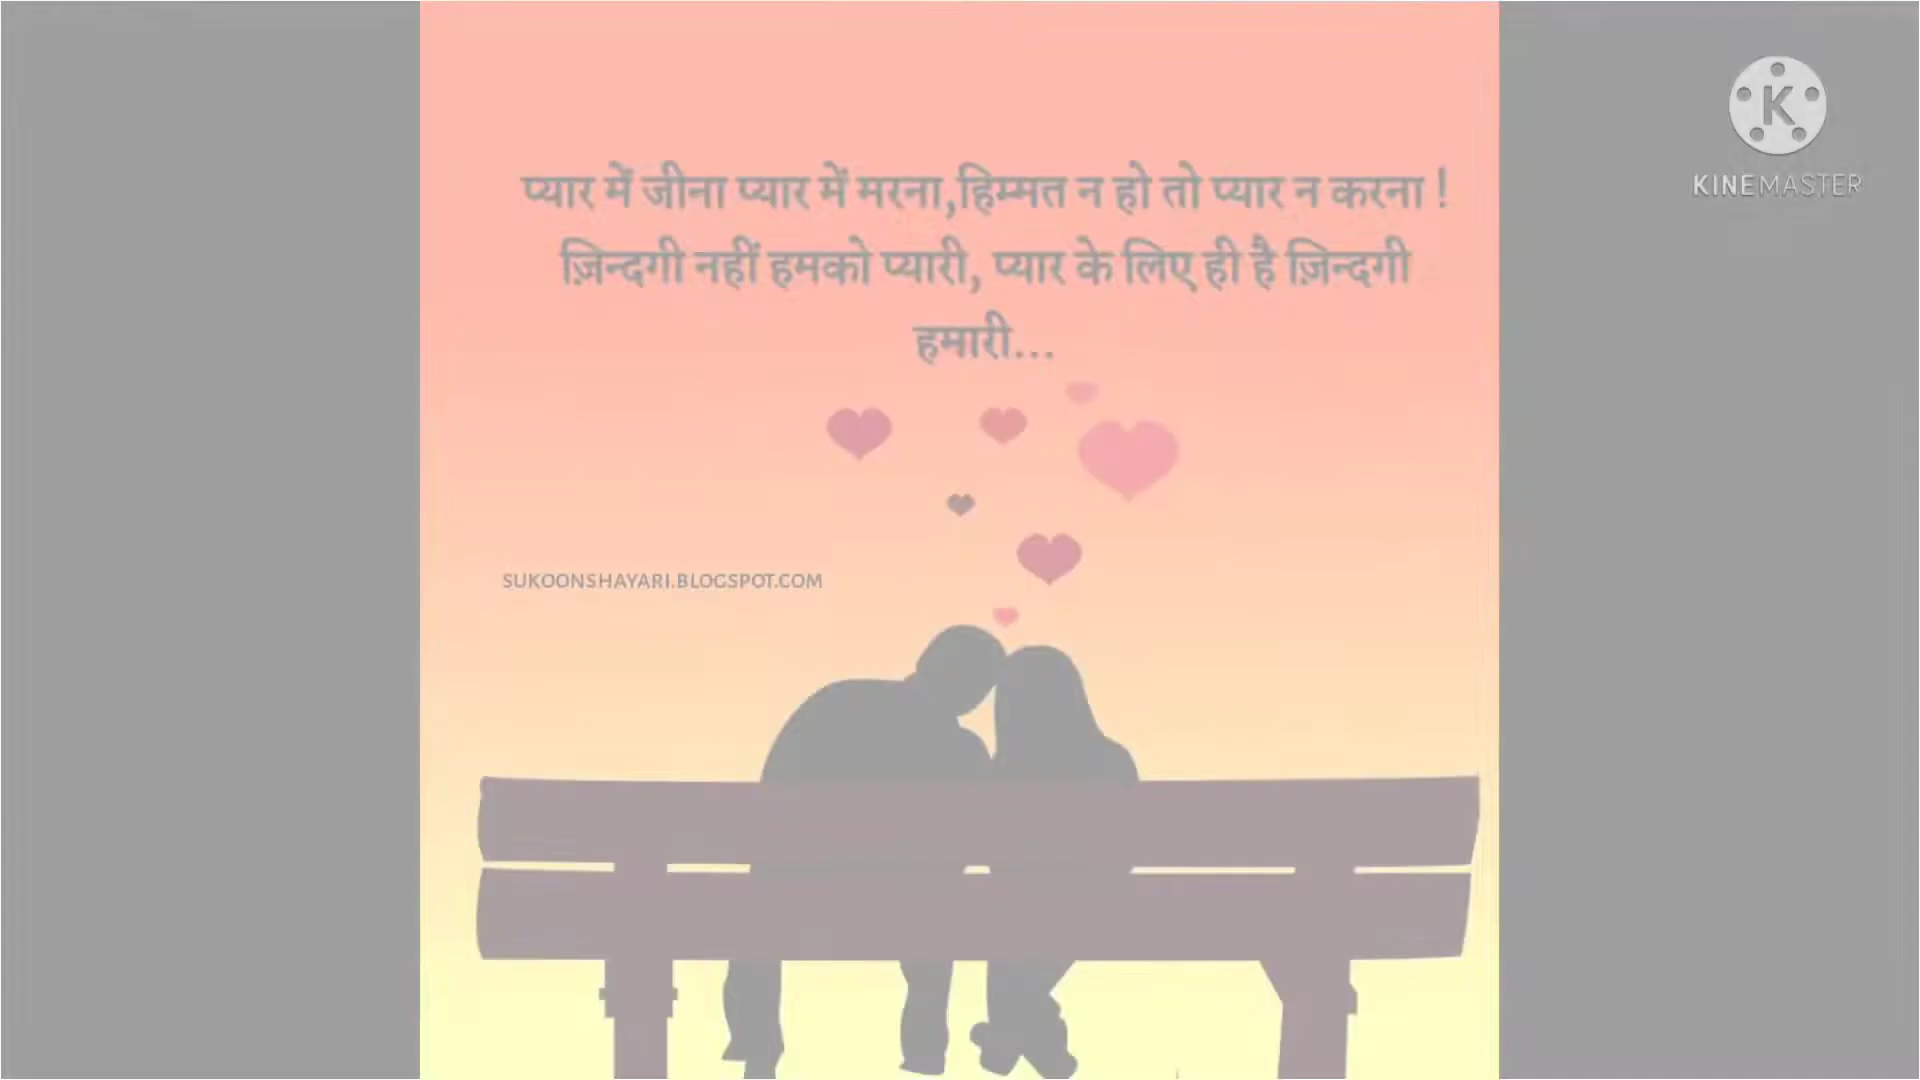 प्यार में जीना प्यार में मरना,हिम्मत न हो तो प्यार न करना !
ज़िन्दगी नहीं हमको प्यारी, प्यार के लिए ही है ज़िन्दगी
हमारी...
SUKOONSHAYARI.BLOGSPOT.COM
K
KINEMASTER